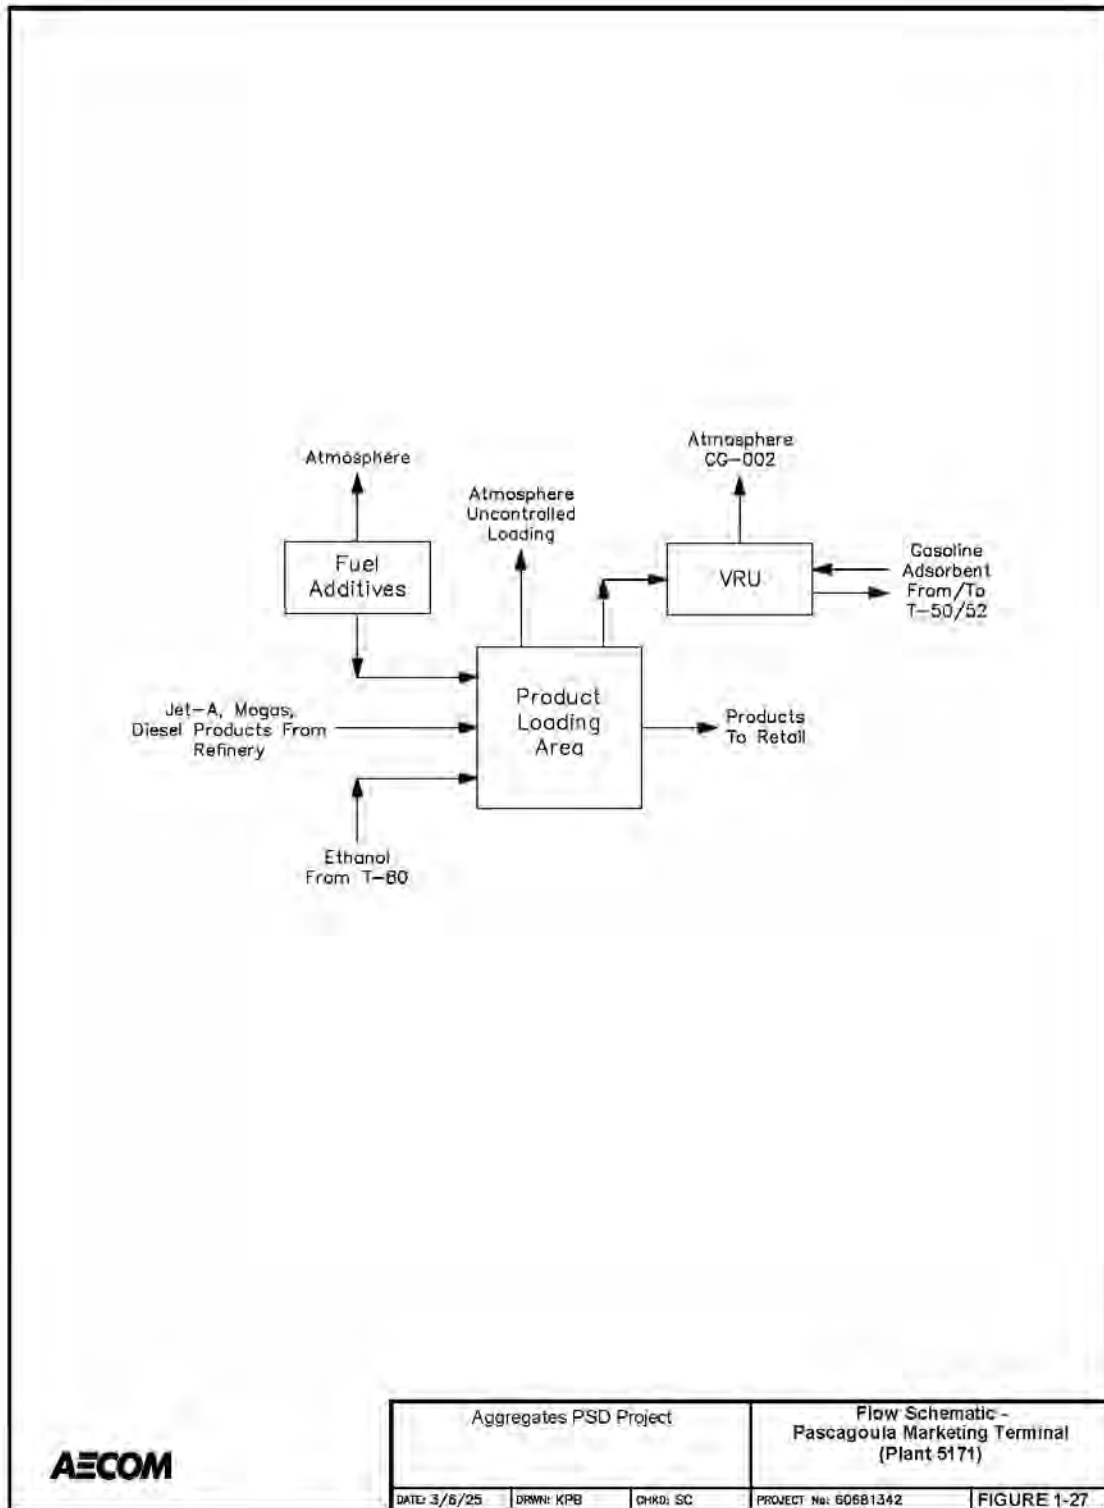 Atmosphere
Fuel
Additives
Atmosphere
Uncontrolled
Loading
Atmosphere
CG-002
VRU
Gasoline
Adsorbent
From/To
T-50/52
Jet-A, Mogas,
Diesel Products From
Refinery
Product
Loading
Area
Products
To Retail
Ethanol
From T-80
AECOM
Aggregates PSD Project
Flow Schematic -
Pascagoula Marketing Terminal
(Plant 5171)
DATE: 3/6/25
DRWN: KPB
CHKD: SC
PROJECT No: 60681342
FIGURE 1-27